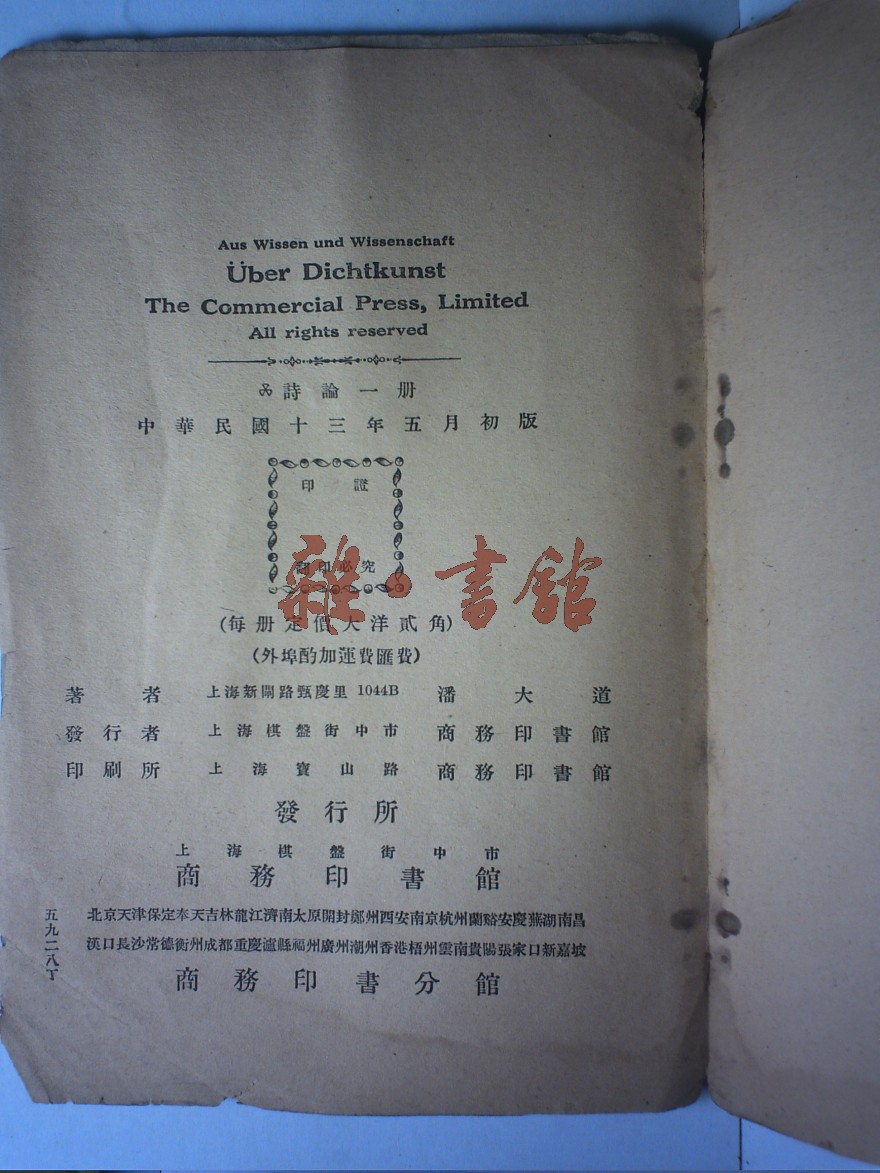 Aus Wissen und Wissenschaft
Über Dichtkunst
The Commercial Press, Limited
All rights reserved
詩論一册
中華民國十三年五月初版
印證
翻印必究
雜·書館
(每册定價大洋貳角)
(外埠酌加運費匯費)
著者 上海新閘路甄慶里 1044B 潘大道
發行者 上海棋盤街中市 商務印書館
印刷所 上海寶山路 商務印書館
發行所
上海棋盤街中市
商務印書館
北京天津保定奉天吉林龍江濟南太原開封鄭州西安南京杭州蘭谿安慶蕪湖南昌
漢口長沙常德衡州成都重慶瀘縣福州廣州潮州香港梧州雲南貴陽張家口新嘉坡
商務印書分館
五九二八丁